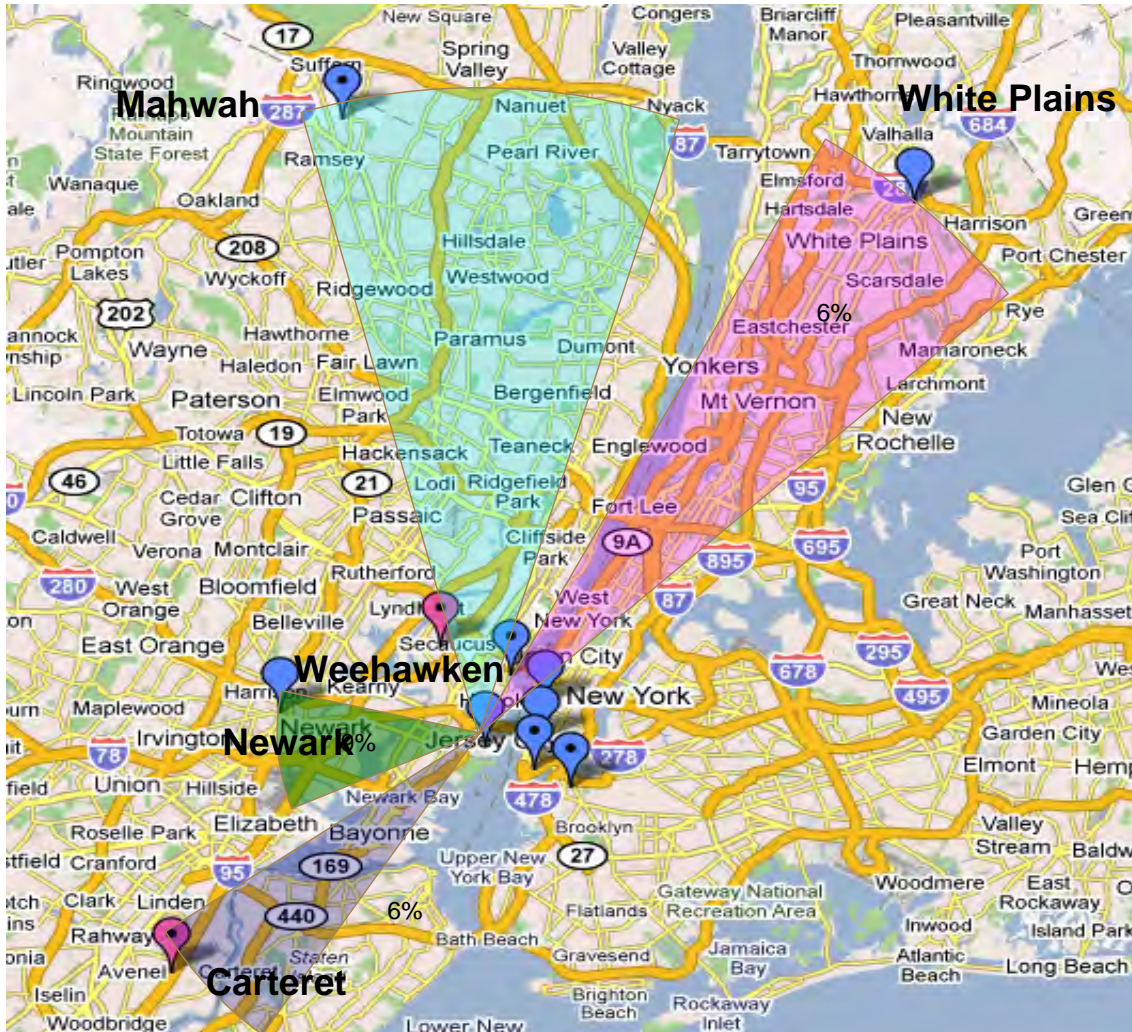 New Square
Congers
Briarcliff
Manor
Pleasantville
17
Spring
Valley
Valley
Cottage
Thornwood
Suffern
Ringwood
Mahwah
287
Nanuet
Nyack
White Plains
684
Mountain
State Forest
Ramsey
Pearl River
87
Tarrytown
Valhalla
Wanaque
Elmsford
Oakland
Hartsdale
Harrison
Pompton
Lakes
208
Hillsdale
White Plains
Port Chester
Wyckoff
Westwood
Scarsdale
Ridgewood
202
6%
Rye
Hawthorne
Paramus
Dumont
Eastchester
Wayne
Haledon
Fair Lawn
Yonkers
Mamaroneck
Lincoln Park
Paterson
Elmwood
Park
Bergenfield
Mt Vernon
Larchmont
Totowa
19
Teaneck
Englewood
New
Rochelle
Little Falls
Hackensack
46
21
Lodi
Ridgefield
Park
95
Cedar
Grove
Clifton
Passaic
Fort Lee
Caldwell
Verona
Montclair
Cliffside
Park
9A
895
695
Port
Washington
280
West
Orange
Bloomfield
Rutherford
West
New York
87
Great Neck
Manhasset
East Orange
Belleville
Secaucus
678
295
Weehawken
Kearny
New York
495
Mineola
Maplewood
Newark
Irvington
Newark
Garden City
78
278
Elmont
Union
Hillside
Newark Bay
478
Elizabeth
Bayonne
Brooklyn
Valley
Stream
Roselle Park
Cranford
95
169
Upper New
York Bay
27
Woodmere
East
Rockaway
Clark
Linden
440
6%
Flatlands
Gateway National
Recreation Area
Inwood
Island Park
Rahway
Bath Beach
Gravesend
Jamaica
Bay
Atlantic
Beach
Long Beach
Avenel
Carteret
Staten
Carteret
Iselin
Brighton
Beach
Rockaway
Inlet
Woodbridge
Lower New